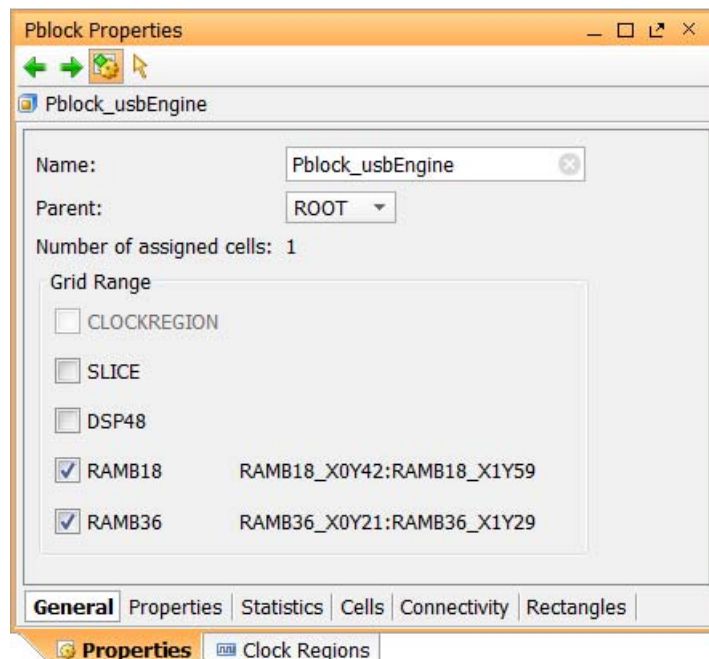 Pblock Properties
Pblock_usbEngine
Name: Pblock_usbEngine
Parent: ROOT
Number of assigned cells: 1
Grid Range
CLOCKREGION
SLICE
DSP48
RAMB18 RAMB18_X0Y42:RAMB18_X1Y59
RAMB36 RAMB36_X0Y21:RAMB36_X1Y29
General Properties Statistics Cells Connectivity Rectangles
Properties Clock Regions